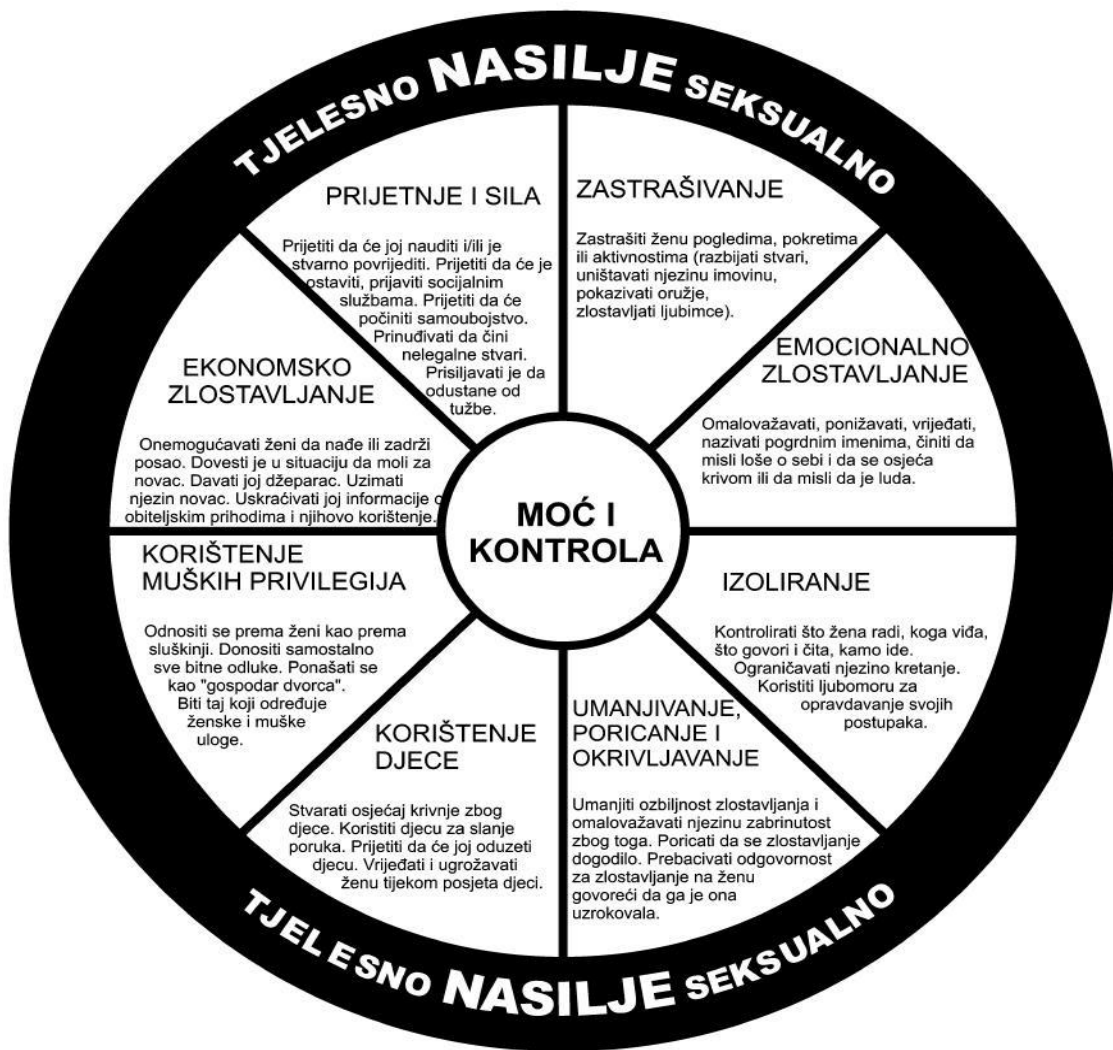 TJELESNO NASILJE SEKSUALNO
PRIJETNJE I SILA
Prijetiti da će joj nauditi i/ili je
stvarno povrijediti. Prijetiti da će je
ostaviti, prijaviti socijalnim
službama. Prijetiti da će
počiniti samoubojstvo.
Prinuđivati da čini
nelegalne stvari.
Prisiljavati je da
odustane od
tužbe.
ZASTRAŠIVANJE
Zastrašiti ženu pogledima, pokretima
ili aktivnostima (razbijati stvari,
uništavati njezinu imovinu,
pokazivati oružje,
zlostavljati ljubimce).
EMOCIONALNO
ZLOSTAVLJANJE
Omalovažavati, ponižavati, vrijeđati,
nazivati pogrdnim imenima, činiti da
misli loše o sebi i da se osjeća
krivom ili da misli da je luda.
IZOLIRANJE
Kontrolirati što žena radi, koga viđa,
što govori i čita, kamo ide.
Ograničavati njezino kretanje.
Koristiti ljubomoru za
opravdavanje svojih
postupaka.
UMANJIVANJE,
PORICANJE I
OKRIVLJAVANJE
Umanjiti ozbiljnost zlostavljanja i
omalovažavati njezinu zabrinutost
zbog toga. Poricati da se zlostavljanje
dogodilo. Prebacivati odgovornost
za zlostavljanje na ženu
govoreći da ga je ona
uzrokovala.
KORIŠTENJE
DJECE
Stvarati osjećaj krivnje zbog
djece. Koristiti djecu za slanje
poruka. Prijetiti da će joj oduzeti
djecu. Vrijeđati i ugrožavati
ženu tijekom posjeta djeci.
KORIŠTENJE
MUŠKIH PRIVILEGIJA
Odnositi se prema ženi kao prema
sluškinji. Donositi samostalno
sve bitne odluke. Ponašati se
kao "gospodar dvorca".
Biti taj koji određuje
ženske i muške
uloge.
EKONOMSKO
ZLOSTAVLJANJE
Onemogućavati ženi da nađe ili zadrži
posao. Dovesti je u situaciju da moli za
novac. Davati joj džeparac. Uzimati
njezin novac. Uskraćivati joj informacije o
obiteljskim prihodima i njihovo korištenje.
MOĆ I
KONTROLA
TJELESNO NASILJE SEKSUALNO